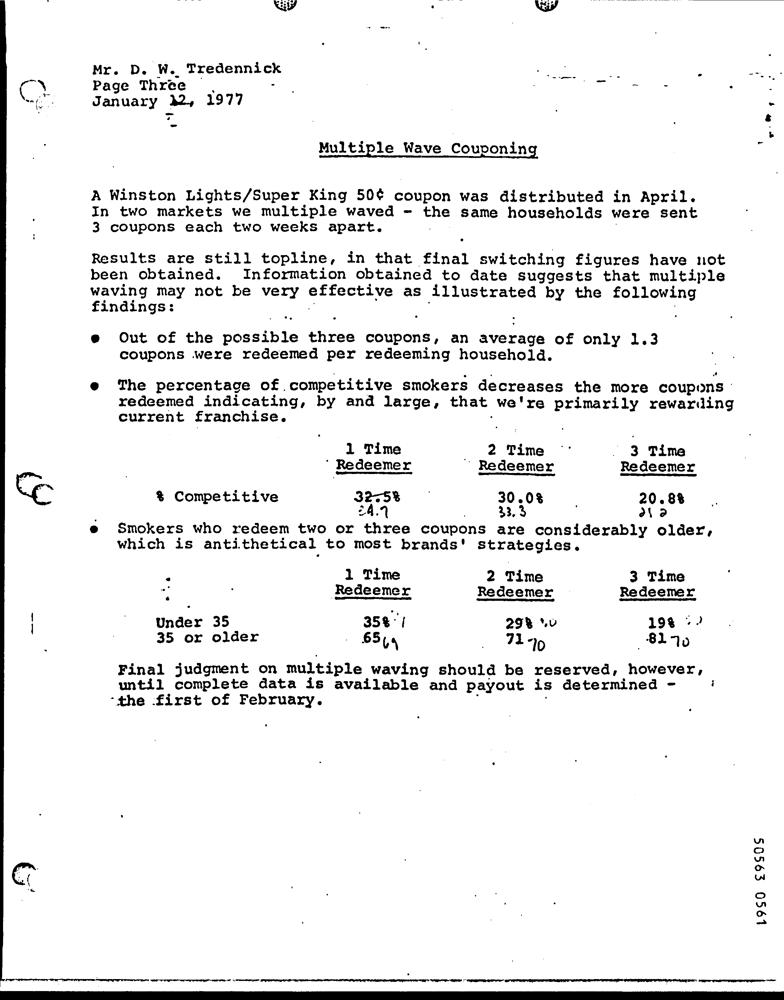 Mr. D. W. Tredennick
Page Three
January 12, 1977
Multiple Wave Couponing
A Winston Lights/Super King 50¢ coupon was distributed in April.
In two markets we multiple waved - the same households were sent
3 coupons each two weeks apart.
Results are still topline, in that final switching figures have not
been obtained. Information obtained to date suggests that multiple
waving may not be very effective as illustrated by the following
findings:
• Out of the possible three coupons, an average of only 1.3
coupons were redeemed per redeeming household.
• The percentage of competitive smokers decreases the more coupons
redeemed indicating, by and large, that we're primarily rewarding
current franchise.
1 Time 2 Time 3 Time
Redeemer Redeemer Redeemer
% Competitive 32.5% 30.0% 20.8%
33.3
• Smokers who redeem two or three coupons are considerably older,
which is antithetical to most brands' strategies.
1 Time 2 Time 3 Time
Redeemer Redeemer Redeemer
Under 35 35% 29% 19%
35 or older 65 69 71 70 81 70
Final judgment on multiple waving should be reserved, however,
until complete data is available and payout is determined -
the first of February.
50563 0561